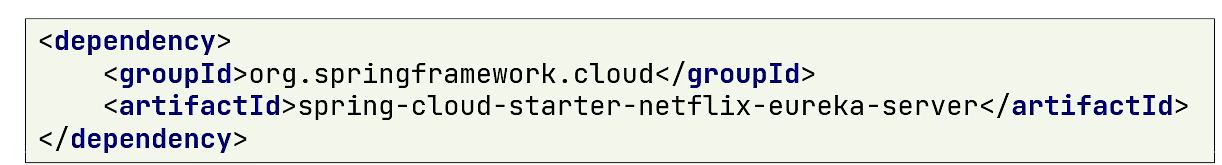 <dependency>
    <groupId>org.springframework.cloud</groupId>
    <artifactId>spring-cloud-starter-netflix-eureka-server</artifactId>
</dependency>